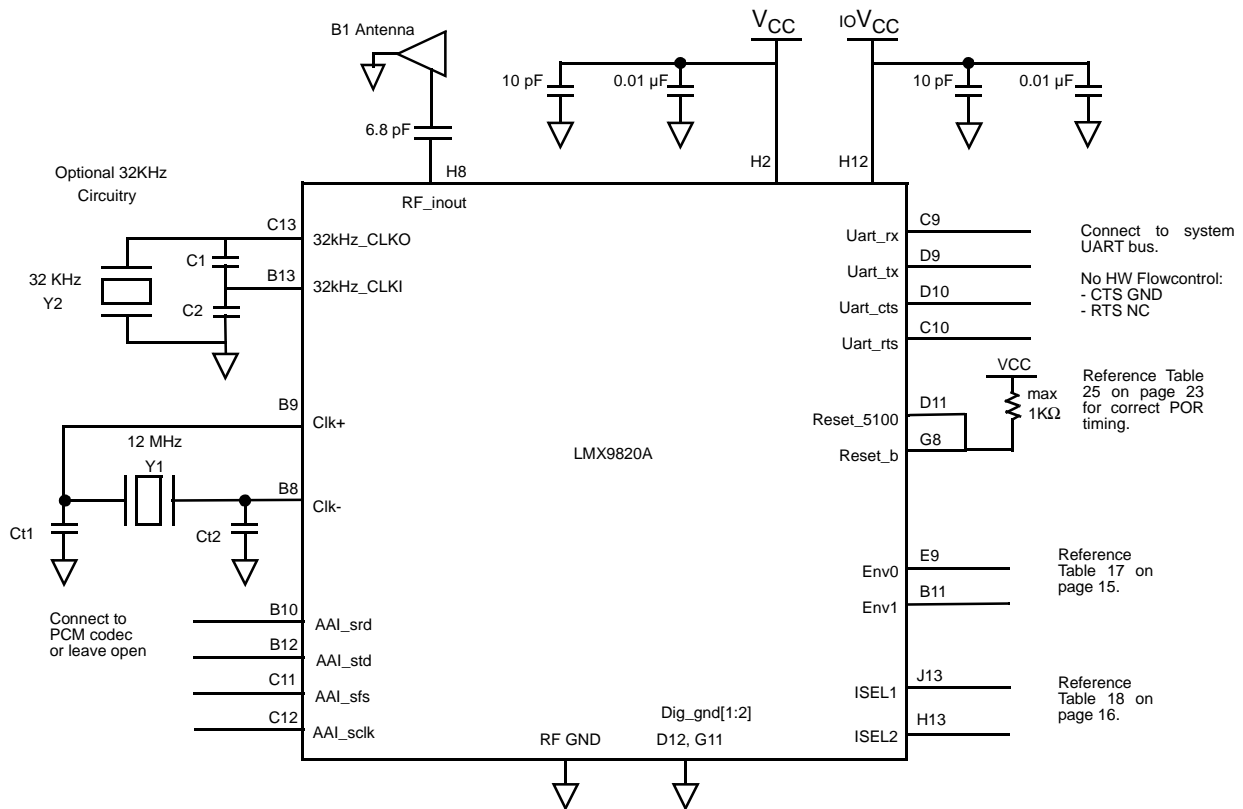 B1 Antenna
VCC
IOVCC
10 pF
0.01 µF
10 pF
0.01 µF
6.8 pF
H8
H2
H12
Optional 32KHz
Circuitry
RF_inout
C13
32kHz_CLKO
C1
B13
32kHz_CLKI
32 KHz
Y2
C2
C9
Uart_rx
D9
Uart_tx
D10
Uart_cts
C10
Uart_rts
Connect to system
UART bus.
No HW Flowcontrol:
- CTS GND
- RTS NC
VCC
max
1KΩ
Reference Table
25 on page 23
for correct POR
timing.
D11
Reset_5100
G8
Reset_b
B9
Clk+
12 MHz
Y1
B8
Clk-
Ct1
Ct2
LMX9820A
E9
Env0
B11
Env1
Reference
Table 17 on
page 15.
Connect to
PCM codec
or leave open
B10
AAI_srd
B12
AAI_std
C11
AAI_sfs
C12
AAI_sclk
J13
ISEL1
H13
ISEL2
Reference
Table 18 on
page 16.
RF GND
Dig_gnd[1:2]
D12, G11